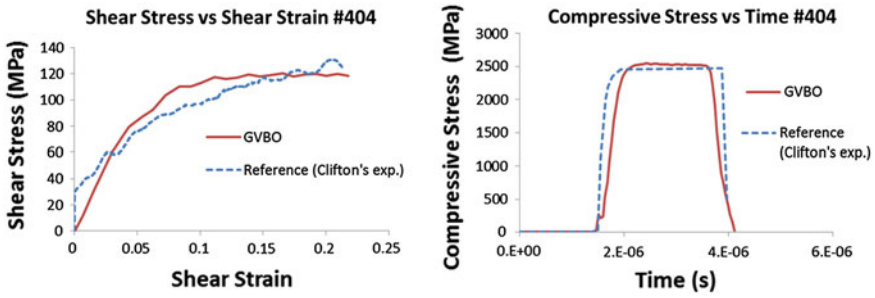 Shear Stress vs Shear Strain #404
Shear Stress (MPa)
140
120
100
80
60
40
20
0
0
0.05
0.1
0.15
0.2
0.25
Shear Strain
GVBO
Reference (Clifton's exp.)
Compressive Stress vs Time #404
Compressive Stress (MPa)
3000
2500
2000
1500
1000
500
0
0.E+00
2.E-06
4.E-06
6.E-06
Time (s)
GVBO
Reference
(Clifton's exp.)